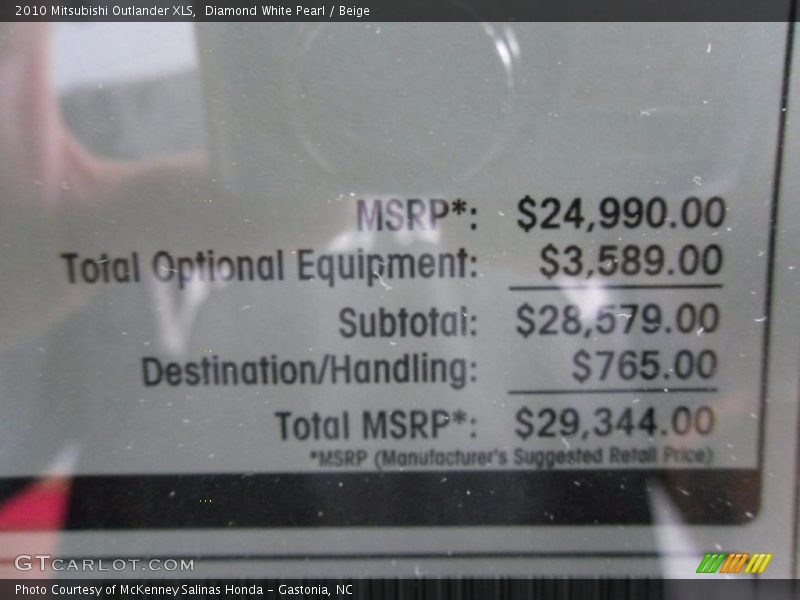 2010 Mitsubishi Outlander XLS, Diamond White Pearl / Beige
MSRP*: $24,990.00
Total Optional Equipment: $3,589.00
Subtotal: $28,579.00
Destination/Handling: $765.00
Total MSRP*: $29,344.00
*MSRP (Manufacturer's Suggested Retail Price)
GTCARLOT.COM
Photo Courtesy of McKenney Salinas Honda – Gastonia, NC